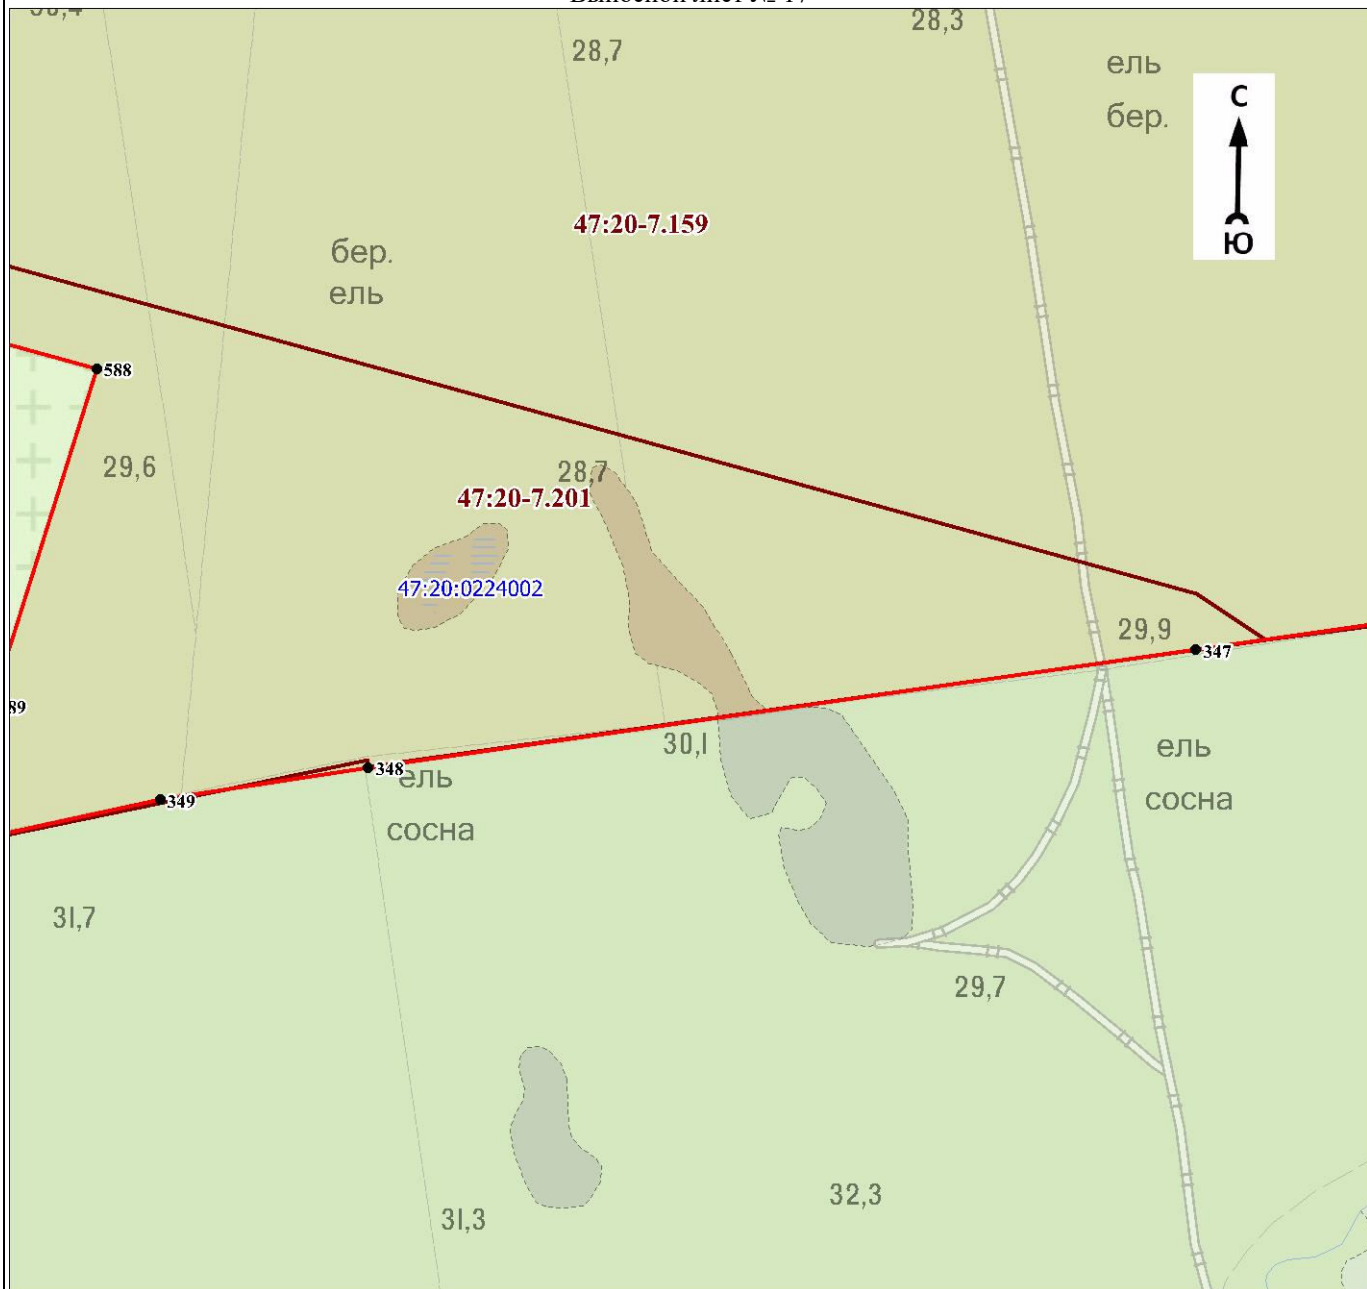 28,3
28,7
ель
бер.
С
Ю
47:20-7.159
бер.
ель
588
29,6
28,7
47:20-7.201
47:20:0224002
29,9
347
89
30,1
ель
сосна
348
ель
сосна
349
31,7
29,7
32,3
31,3